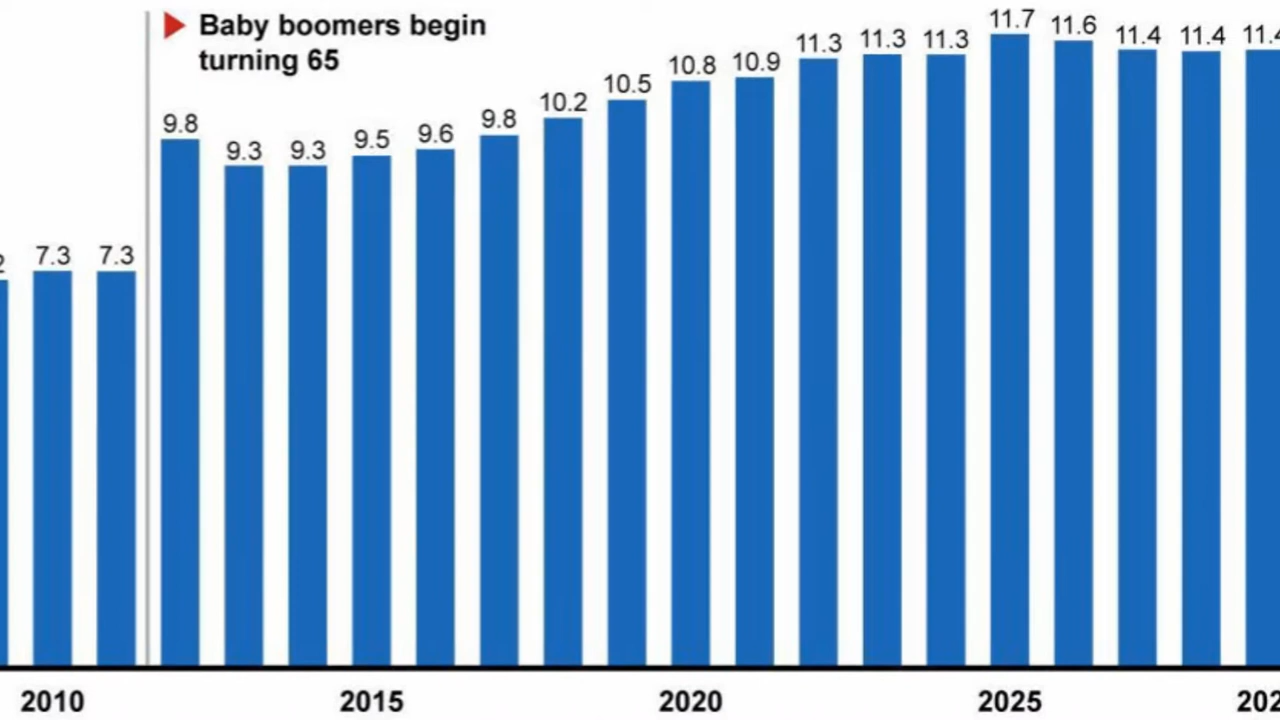 Baby boomers begin
turning 65
7.3 7.3 9.8 9.3 9.3 9.5 9.6 9.8 10.2 10.5 10.8 10.9 11.3 11.3 11.3 11.7 11.6 11.4 11.4
2010 2015 2020 2025